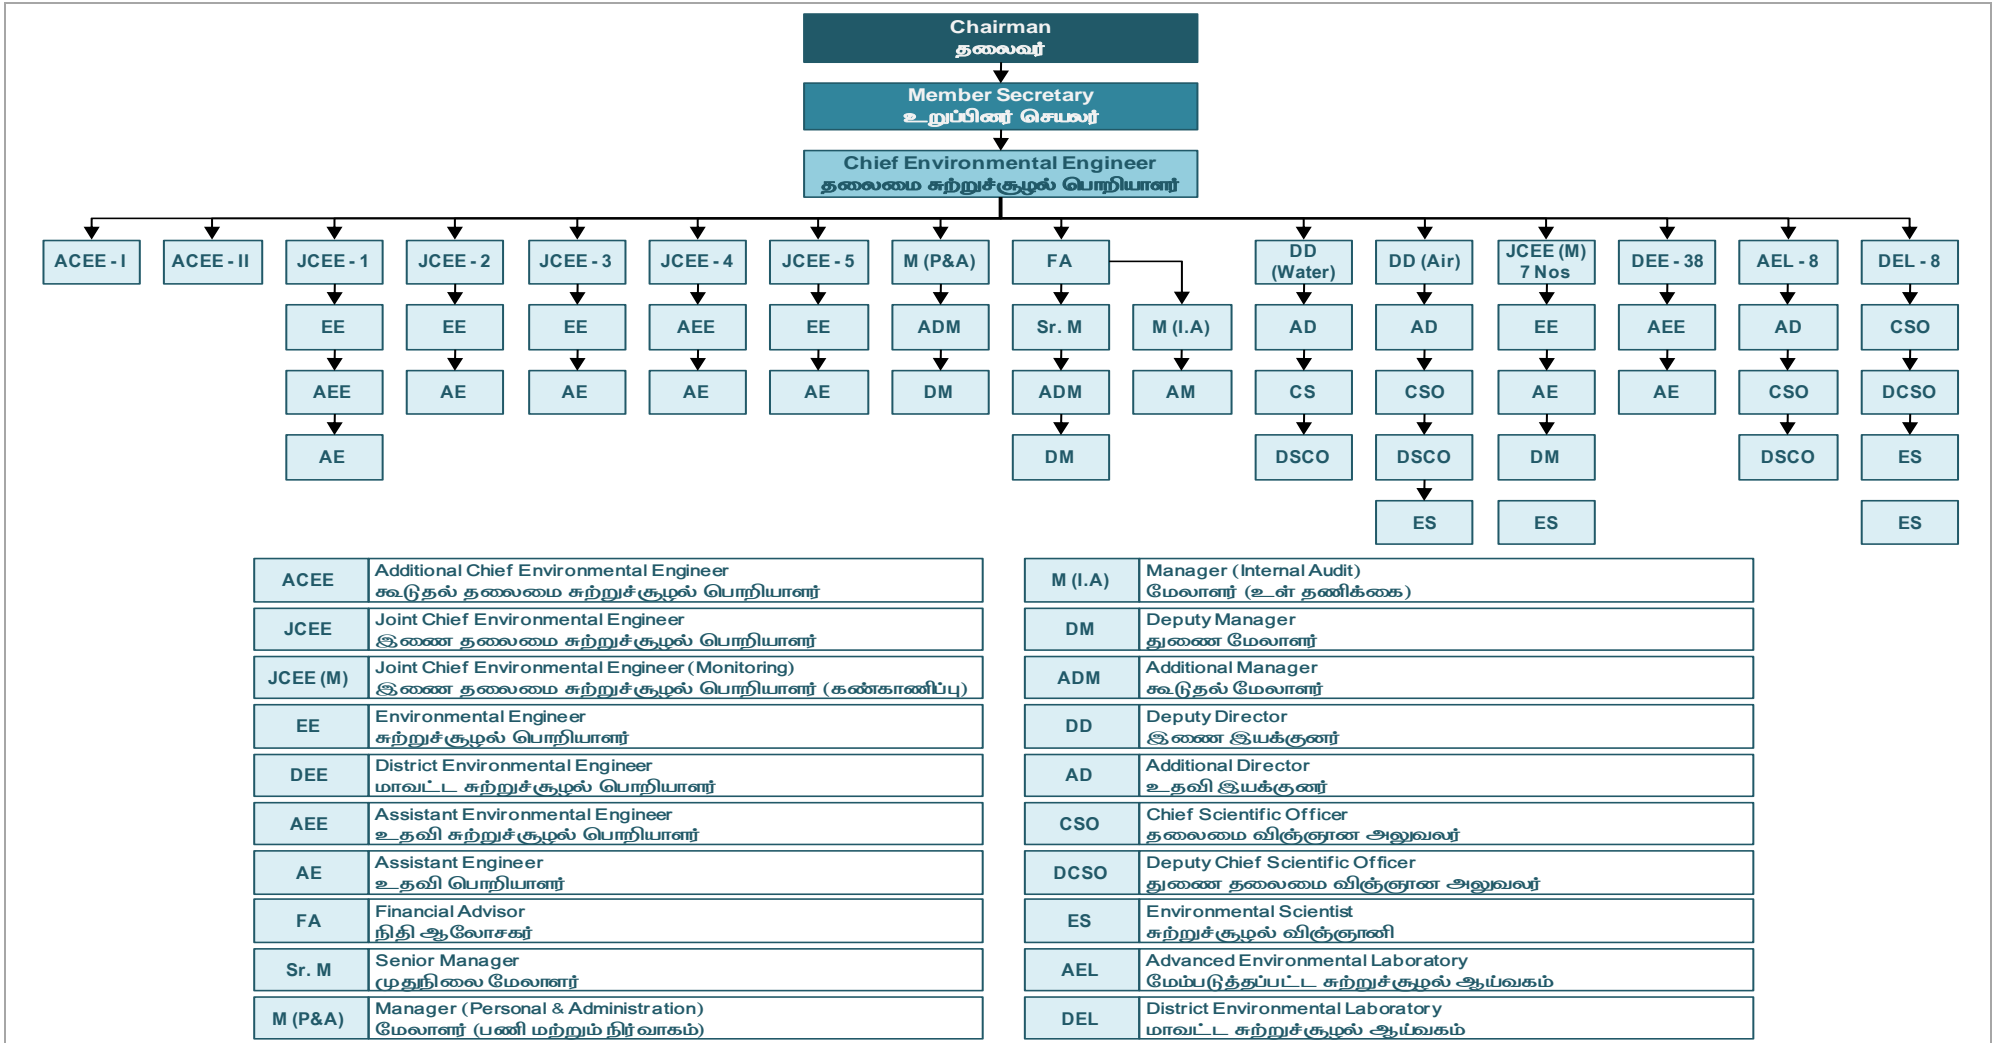 Chairman
தலைவர்
Member Secretary
உறுப்பினர் செயலர்
Chief Environmental Engineer
தலைமை சுற்றுச்சூழல் பொறியாளர்
ACEE - I ACEE - II JCEE - 1 JCEE - 2 JCEE - 3 JCEE - 4 JCEE - 5 M (P&A) FA DD (Water) DD (Air) JCEE (M) 7 Nos DEE - 38 AEL - 8 DEL - 8
EE EE EE AEE EE ADM Sr. M M (I.A) AD AD EE AEE AD CSO
AEE AE AE AE AE DM ADM AM CS CSO AE AE CSO DCSO
AE DM DSCO DSCO DM DSCO ES
ES ES ES
ACEE
Additional Chief Environmental Engineer
கூடுதல் தலைமை சுற்றுச்சூழல் பொறியாளர்
JCEE
Joint Chief Environmental Engineer
இணை தலைமை சுற்றுச்சூழல் பொறியாளர்
JCEE (M)
Joint Chief Environmental Engineer (Monitoring)
இணை தலைமை சுற்றுச்சூழல் பொறியாளர் (கண்காணிப்பு)
EE
Environmental Engineer
சுற்றுச்சூழல் பொறியாளர்
DEE
District Environmental Engineer
மாவட்ட சுற்றுச்சூழல் பொறியாளர்
AEE
Assistant Environmental Engineer
உதவி சுற்றுச்சூழல் பொறியாளர்
AE
Assistant Engineer
உதவி பொறியாளர்
FA
Financial Advisor
நிதி ஆலோசகர்
Sr. M
Senior Manager
முதுநிலை மேலாளர்
M (P&A)
Manager (Personal & Administration)
மேலாளர் (பணி மற்றும் நிர்வாகம்)
M (I.A)
Manager (Internal Audit)
மேலாளர் (உள் தணிக்கை)
DM
Deputy Manager
துணை மேலாளர்
ADM
Additional Manager
கூடுதல் மேலாளர்
DD
Deputy Director
இணை இயக்குனர்
AD
Additional Director
உதவி இயக்குனர்
CSO
Chief Scientific Officer
தலைமை விஞ்ஞான அலுவலர்
DCSO
Deputy Chief Scientific Officer
துணை தலைமை விஞ்ஞான அலுவலர்
ES
Environmental Scientist
சுற்றுச்சூழல் விஞ்ஞானி
AEL
Advanced Environmental Laboratory
மேம்படுத்தப்பட்ட சுற்றுச்சூழல் ஆய்வகம்
DEL
District Environmental Laboratory
மாவட்ட சுற்றுச்சூழல் ஆய்வகம்